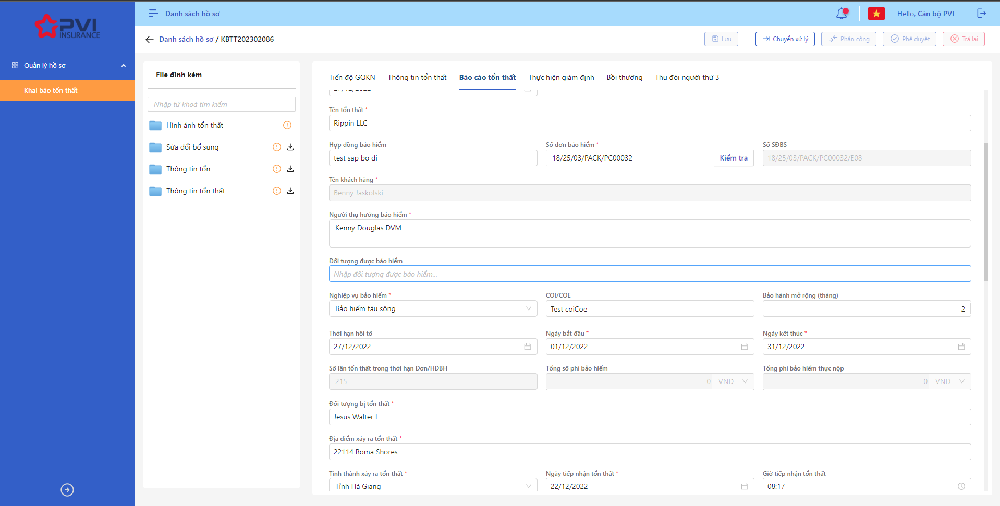 PVI
INSURANCE
Quản lý hồ sơ
Khai báo tổn thất
Danh sách hồ sơ
Hello, Cán bộ PVI
Danh sách hồ sơ / KBTT202302086
Lưu
Chuyển xử lý
Phân công
Phê duyệt
Trả lại
File đính kèm
Nhập từ khoá tìm kiếm
Hình ảnh tổn thất
Sửa đổi bổ sung
Thông tin tổn
Thông tin tổn thất
Tiến độ GQKN Thông tin tổn thất Báo cáo tổn thất Thực hiện giám định Bồi thường Thu đòi người thứ 3
27/12/2022
Tên tổn thất *
Rippin LLC
Hợp đồng bảo hiểm Số đơn bảo hiểm * Số SĐBS
test sap bo di 18/25/03/PACK/PC00032 Kiểm tra 18/25/03/PACK/PC00032/E08
Tên khách hàng *
Benny Jaskolski
Người thụ hưởng bảo hiểm *
Kenny Douglas DVM
Đối tượng được bảo hiểm
Nhập đối tượng được bảo hiểm...
Nghiệp vụ bảo hiểm * COI/COE Bảo hành mở rộng (tháng)
Bảo hiểm tàu sông Test coiCoe 2
Thời hạn hồi tố Ngày bắt đầu * Ngày kết thúc *
27/12/2022 01/12/2022 31/12/2022
Số lần tổn thất trong thời hạn Đơn/HĐBH Tổng số phí bảo hiểm Tổng phí bảo hiểm thực nộp
215 0 VND 0 VND
Đối tượng bị tổn thất *
Jesus Walter I
Địa điểm xảy ra tổn thất *
22114 Roma Shores
Tỉnh thành xảy ra tổn thất * Ngày tiếp nhận tổn thất * Giờ tiếp nhận tổn thất
Tỉnh Hà Giang 22/12/2022 08:17